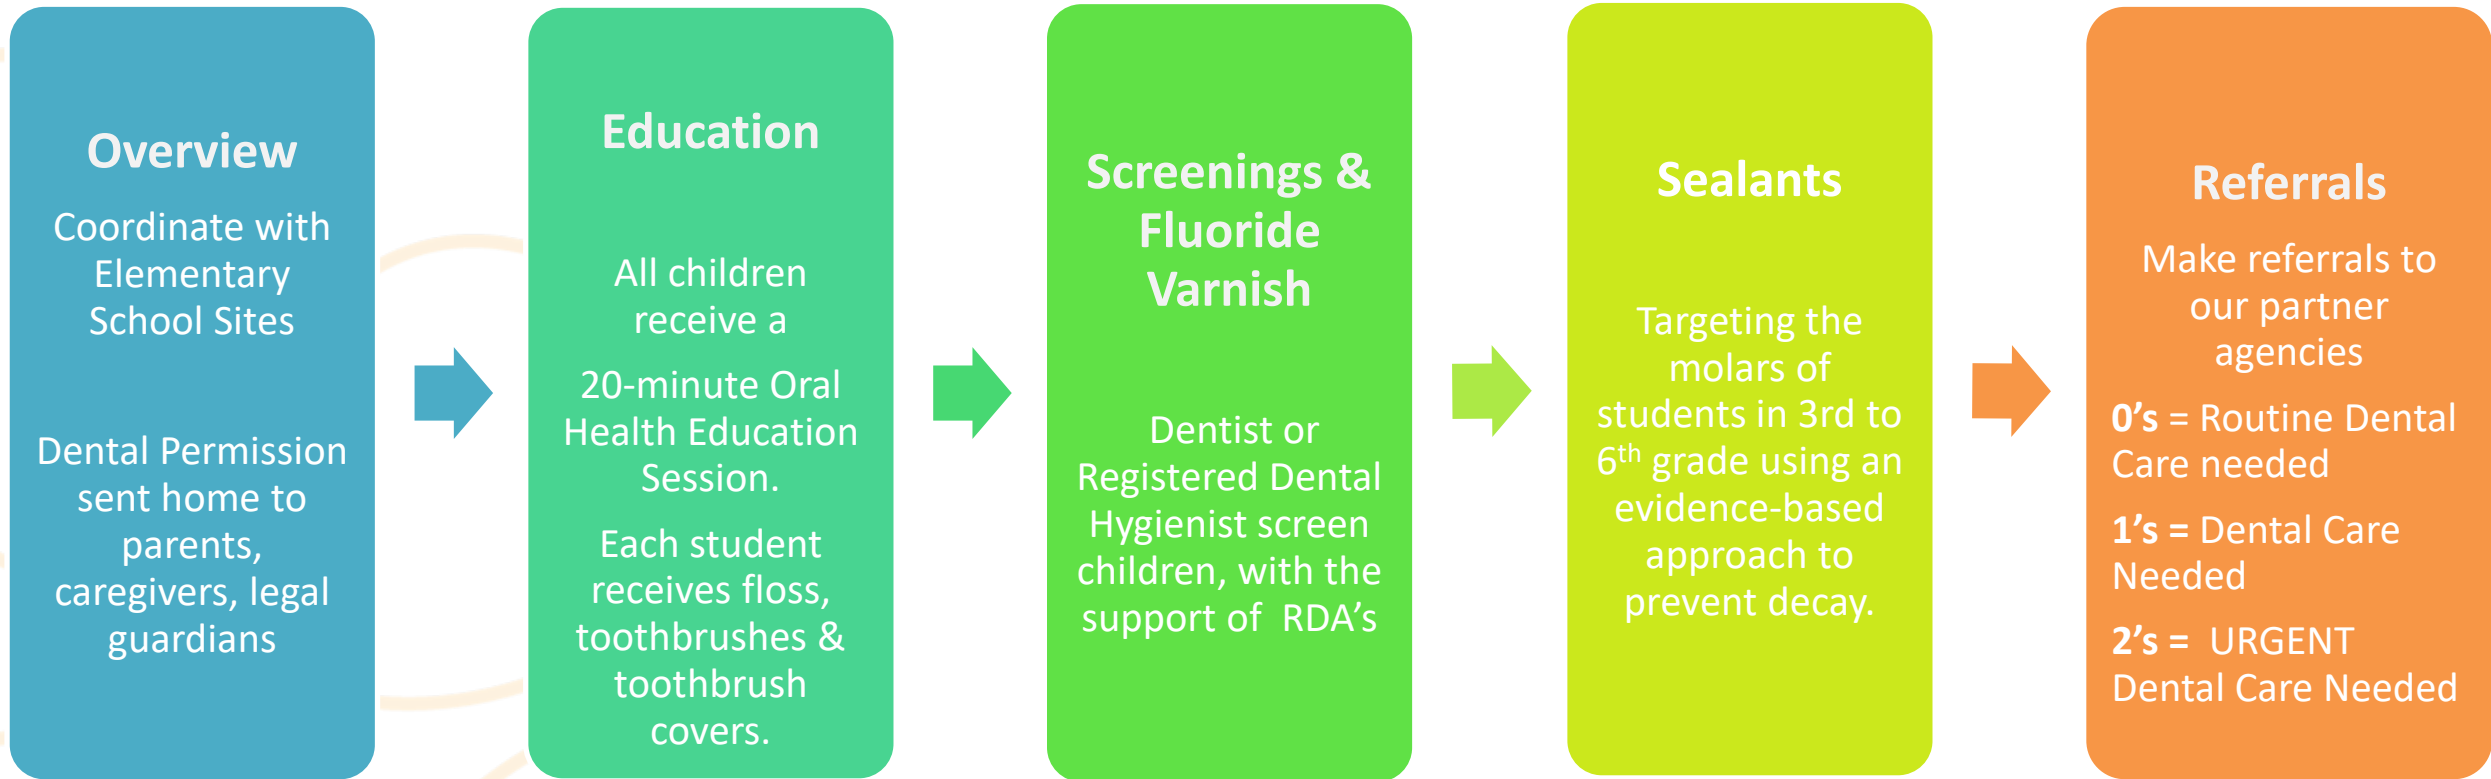 Overview
Coordinate with
Elementary
School Sites
Dental Permission
sent home to
parents,
caregivers, legal
guardians
Education
All children
receive a
20-minute Oral
Health Education
Session.
Each student
receives floss,
toothbrushes &
toothbrush
covers.
Screenings &
Fluoride
Varnish
Dentist or
Registered Dental
Hygienist screen
children, with the
support of  RDA’s
Sealants
Targeting the
molars of
students in 3rd to
6th grade using an
evidence-based
approach to
prevent decay.
Referrals
Make referrals to
our partner
agencies
0’s = Routine Dental
Care needed
1’s = Dental Care
Needed
2’s =  URGENT
Dental Care Needed